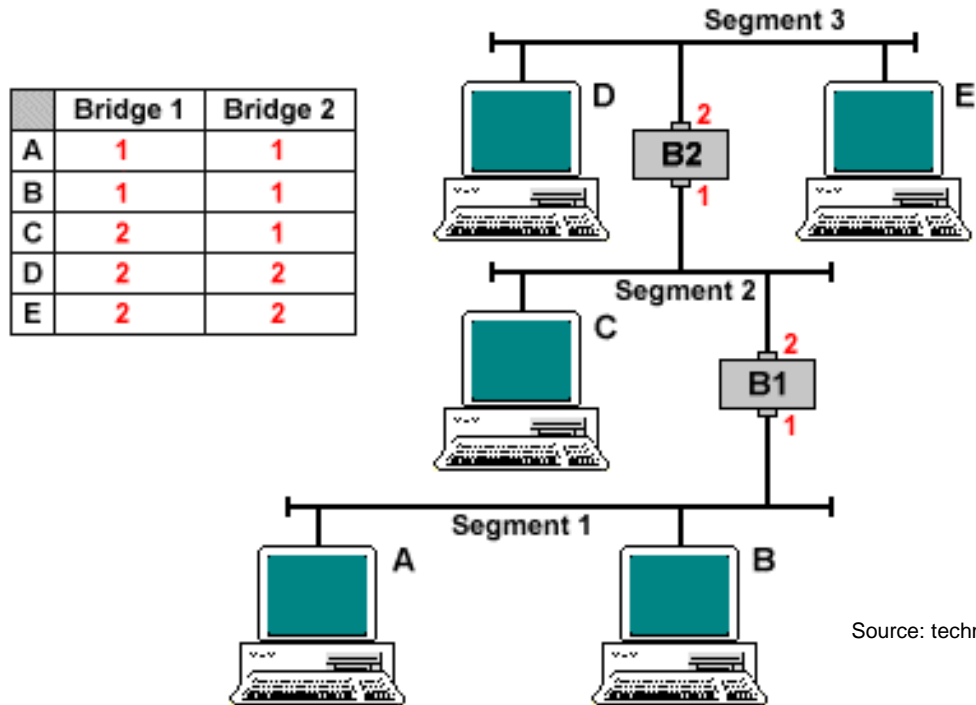 Segment 3
Bridge 1 Bridge 2
A 1 1
B 1 1
C 2 1
D 2 2
E 2 2
D
E
2
B2
1
Segment 2
C
2
B1
1
Segment 1
A
B
Source: